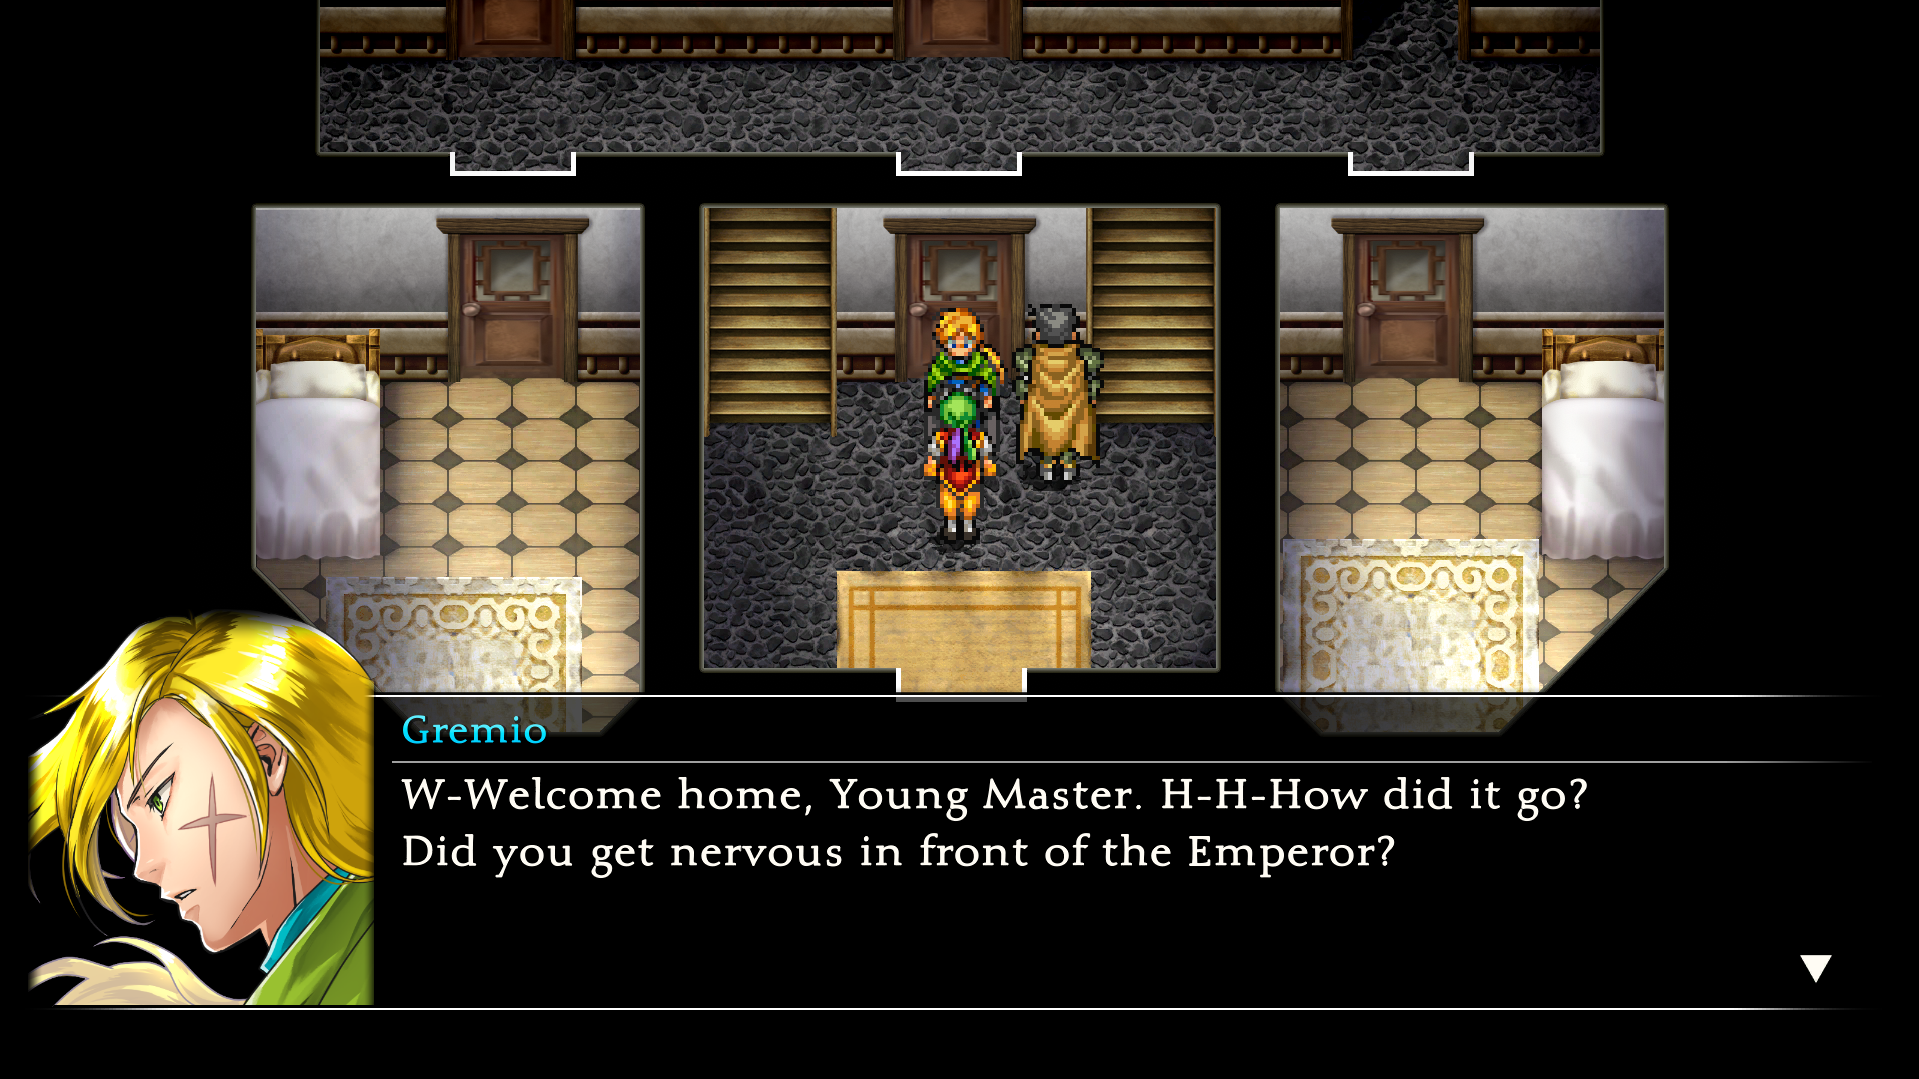 Gremio
W-Welcome home, Young Master. H-H-How did it go?
Did you get nervous in front of the Emperor?